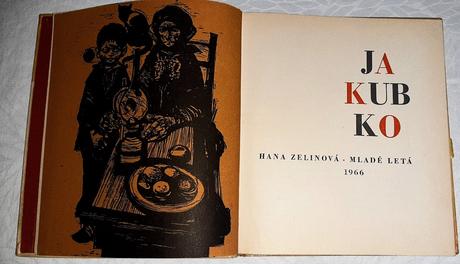 JA
KUB
KO
HANA ZELINOVÁ · MLADÉ LETÁ
1966